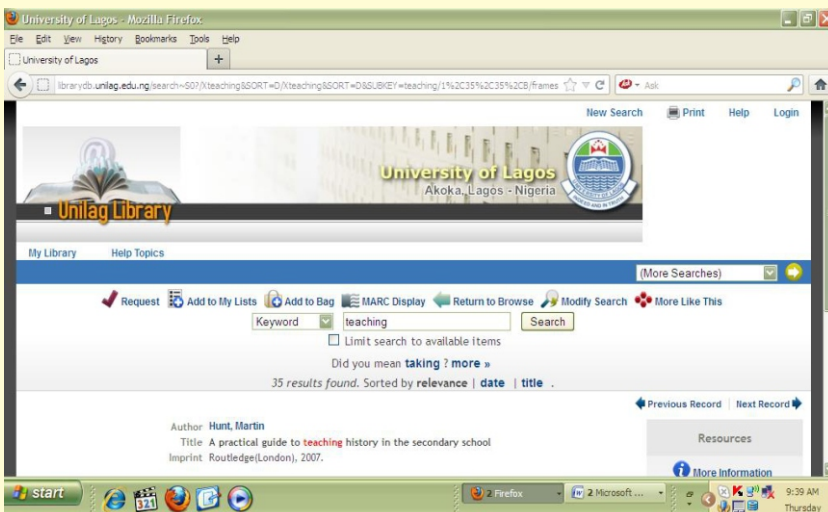 University of Lagos - Mozilla Firefox
File Edit View History Bookmarks Tools Help
University of Lagos +
librarydb.unilag.edu.ng/search~S0?/Xteaching&SORT=D/Xteaching&SORT=D&SUBKEY=teaching/1%2C35%2C35%2CB/frames Ask
New Search Print Help Login
University of Lagos
Akoka, Lagos - Nigeria
Unilag Library
My Library Help Topics
(More Searches)
Request Add to My Lists Add to Bag MARC Display Return to Browse Modify Search More Like This
Keyword teaching Search
Limit search to available items
Did you mean taking ? more »
35 results found. Sorted by relevance | date | title .
Previous Record Next Record
Author Hunt, Martin
Title A practical guide to teaching history in the secondary school
Imprint Routledge(London), 2007.
Resources
More Information
start 321 2 Firefox 2 Microsoft ... 9:39 AM
Thursday